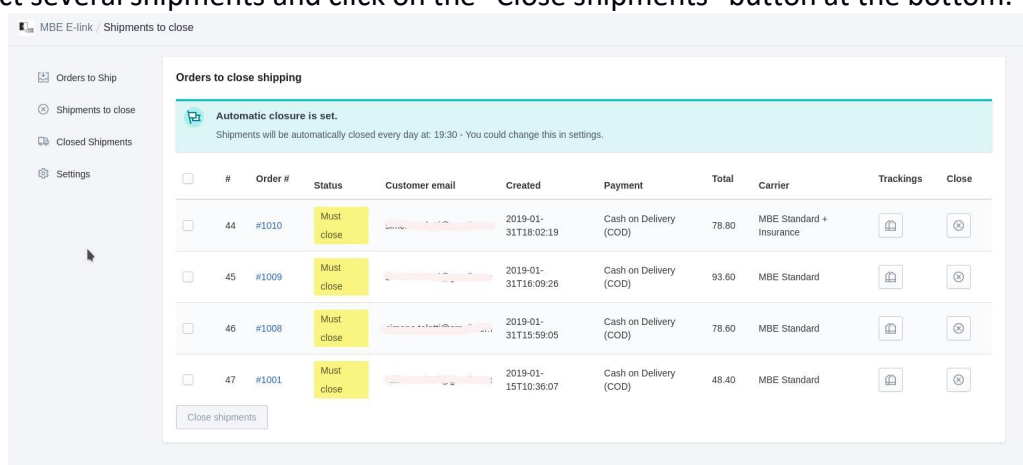 ct several shipments and click on the "Close shipments" button at the bottom.
MBE E-link / Shipments to close
Orders to Ship
Shipments to close
Closed Shipments
Settings
Orders to close shipping
Automatic closure is set.
Shipments will be automatically closed every day at: 19:30 - You could change this in settings.
# Order # Status Customer email Created Payment Total Carrier Trackings Close
44 #1010 Must close 2019-01-31T18:02:19 Cash on Delivery (COD) 78.80 MBE Standard + Insurance
45 #1009 Must close 2019-01-31T16:09:26 Cash on Delivery (COD) 93.60 MBE Standard
46 #1008 Must close 2019-01-31T15:59:05 Cash on Delivery (COD) 78.60 MBE Standard
47 #1001 Must close 2019-01-15T10:36:07 Cash on Delivery (COD) 48.40 MBE Standard
Close shipments